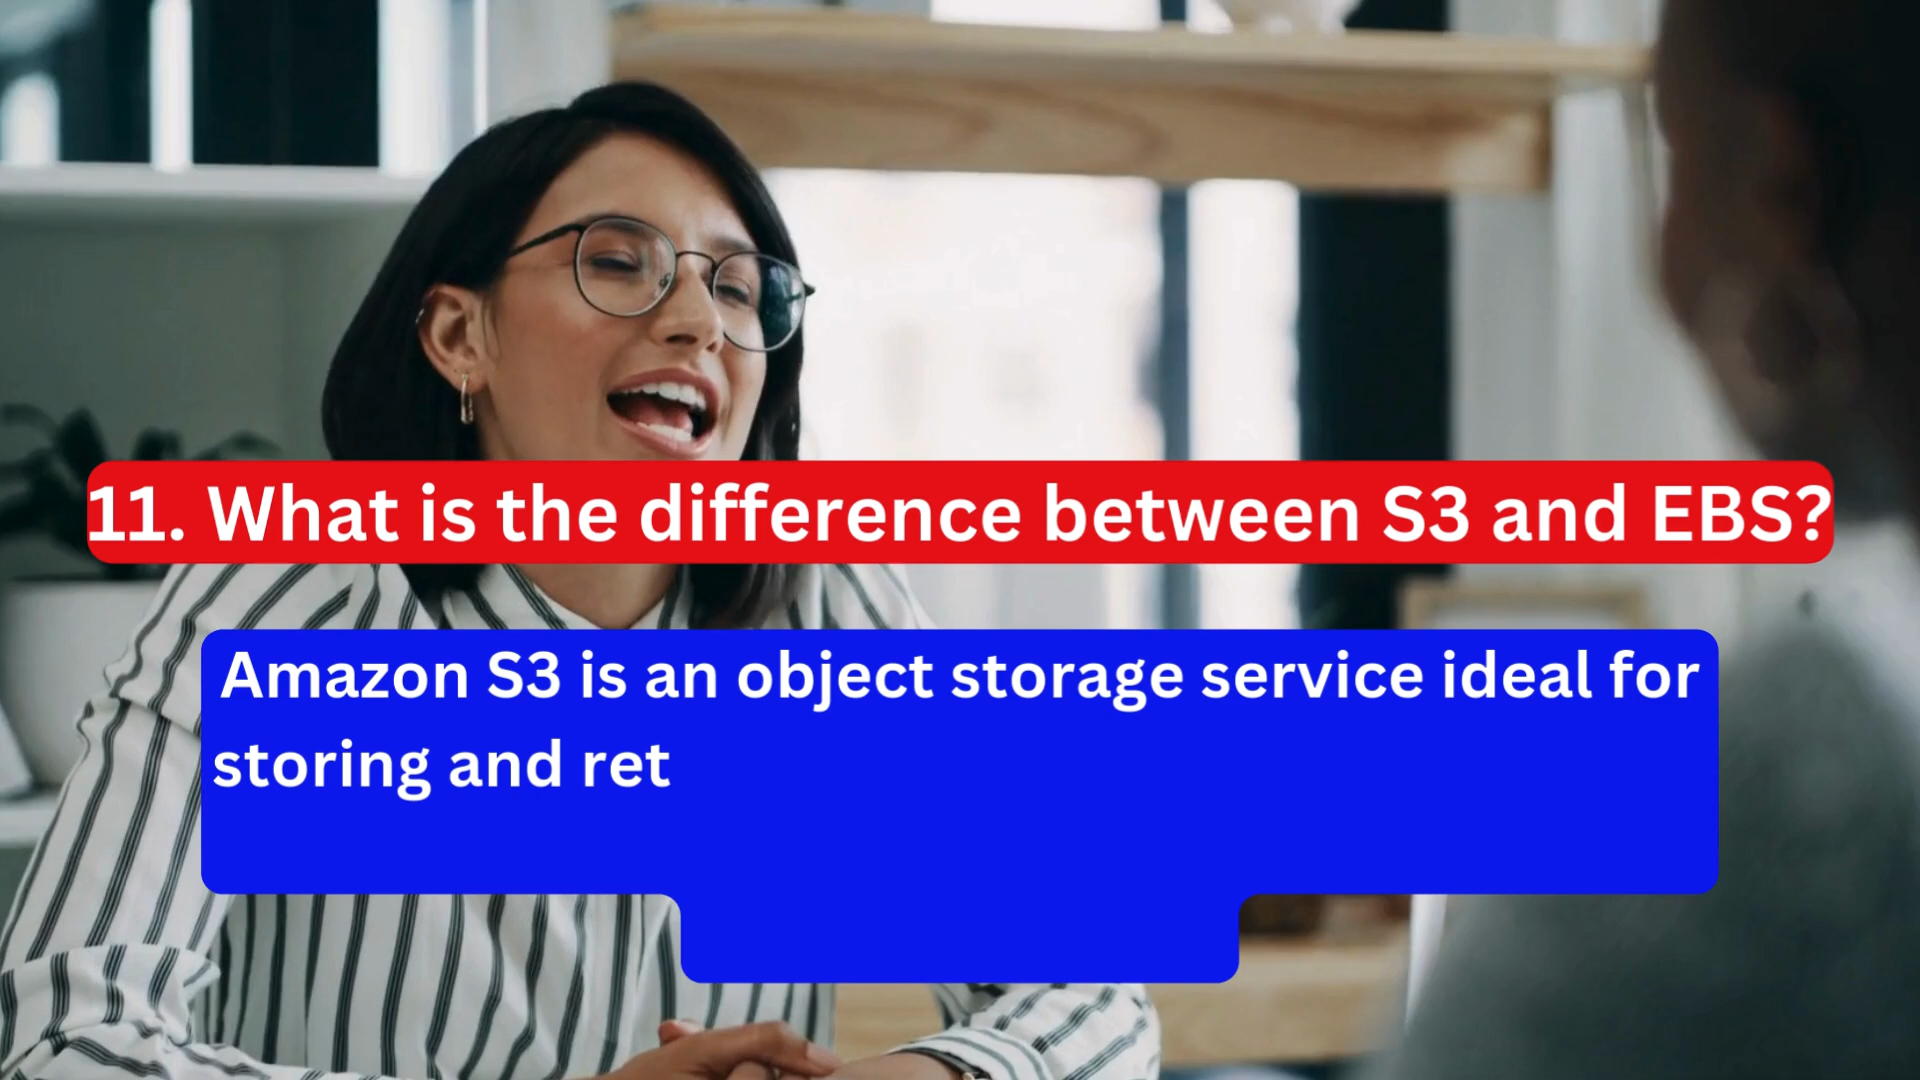 11. What is the difference between S3 and EBS?
Amazon S3 is an object storage service ideal for
storing and ret